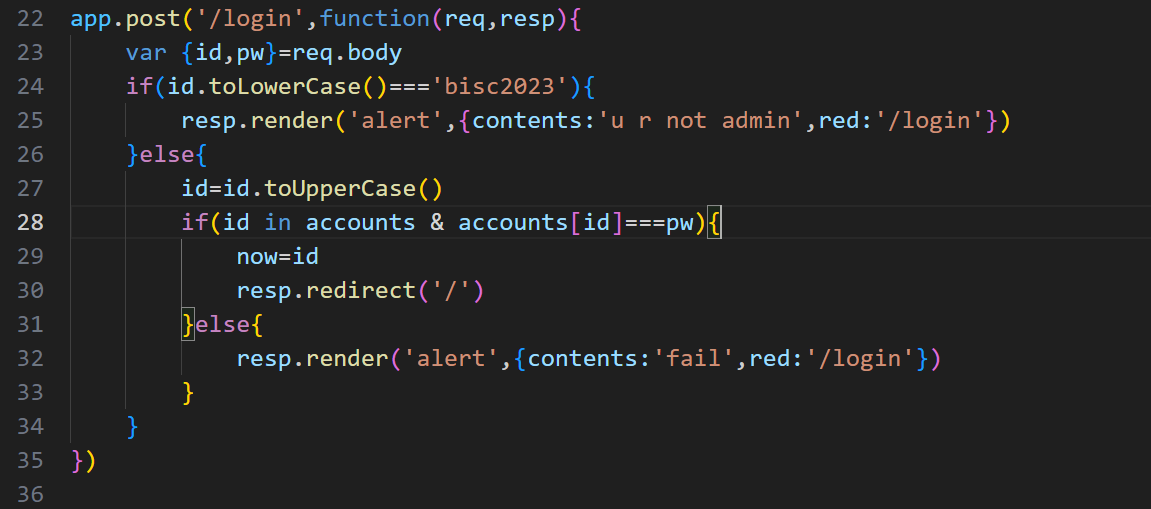 22 app.post('/login',function(req,resp){
23     var {id,pw}=req.body
24     if(id.toLowerCase()==='bisc2023'){
25         resp.render('alert',{contents:'u r not admin',red:'/login'})
26     }else{
27         id=id.toUpperCase()
28         if(id in accounts & accounts[id]===pw){
29             now=id
30             resp.redirect('/')
31         }else{
32             resp.render('alert',{contents:'fail',red:'/login'})
33         }
34     }
35 })
36